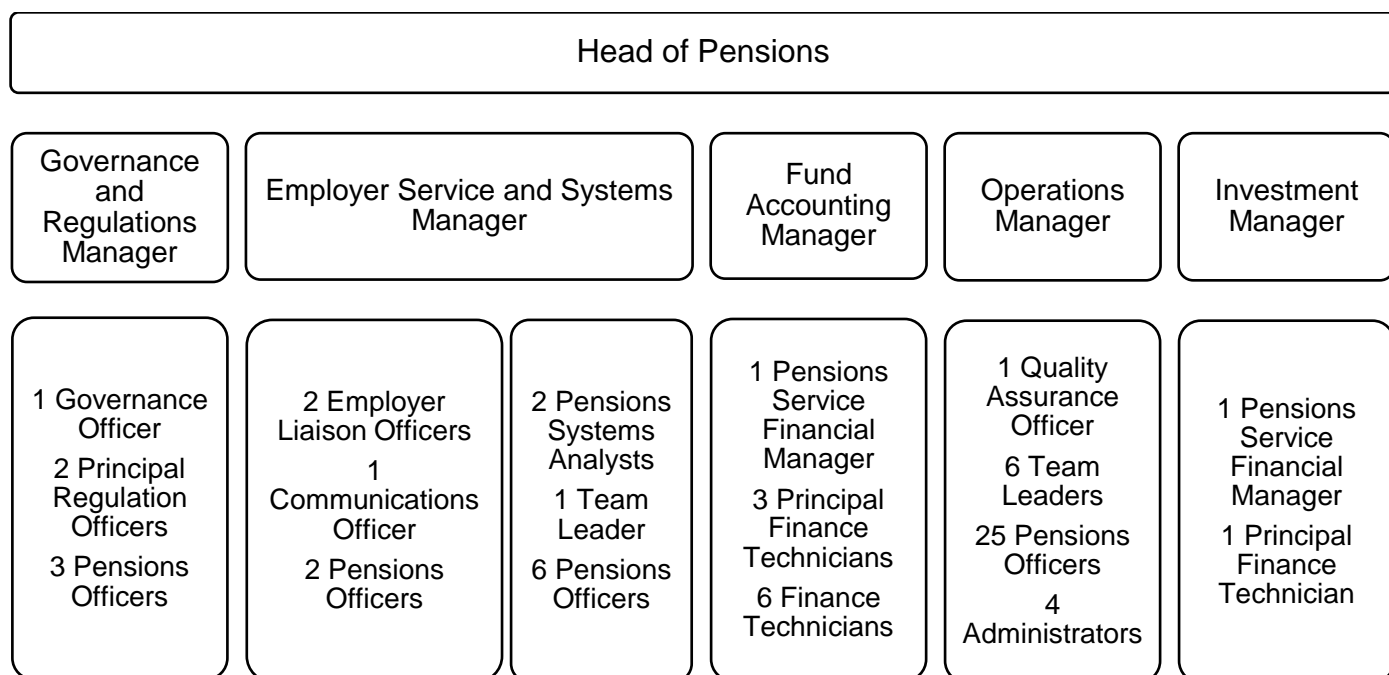 Head of Pensions
Governance
and
Regulations
Manager
Employer Service and Systems
Manager
Fund
Accounting
Manager
Operations
Manager
Investment
Manager
1 Governance
Officer
2 Principal
Regulation
Officers
3 Pensions
Officers
2 Employer
Liaison Officers
1
Communications
Officer
2 Pensions
Officers
2 Pensions
Systems
Analysts
1 Team
Leader
6 Pensions
Officers
1 Pensions
Service
Financial
Manager
3 Principal
Finance
Technicians
6 Finance
Technicians
1 Quality
Assurance
Officer
6 Team
Leaders
25 Pensions
Officers
4
Administrators
1 Pensions
Service
Financial
Manager
1 Principal
Finance
Technician